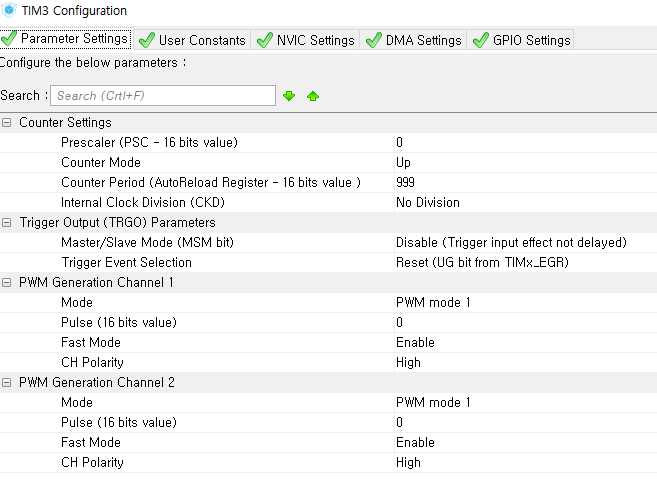 TIM3 Configuration
Parameter Settings User Constants NVIC Settings DMA Settings GPIO Settings
Configure the below parameters :
Search : Search (Crtl+F)
Counter Settings
Prescaler (PSC - 16 bits value) 0
Counter Mode Up
Counter Period (AutoReload Register - 16 bits value ) 999
Internal Clock Division (CKD) No Division
Trigger Output (TRGO) Parameters
Master/Slave Mode (MSM bit) Disable (Trigger input effect not delayed)
Trigger Event Selection Reset (UG bit from TIMx_EGR)
PWM Generation Channel 1
Mode PWM mode 1
Pulse (16 bits value) 0
Fast Mode Enable
CH Polarity High
PWM Generation Channel 2
Mode PWM mode 1
Pulse (16 bits value) 0
Fast Mode Enable
CH Polarity High